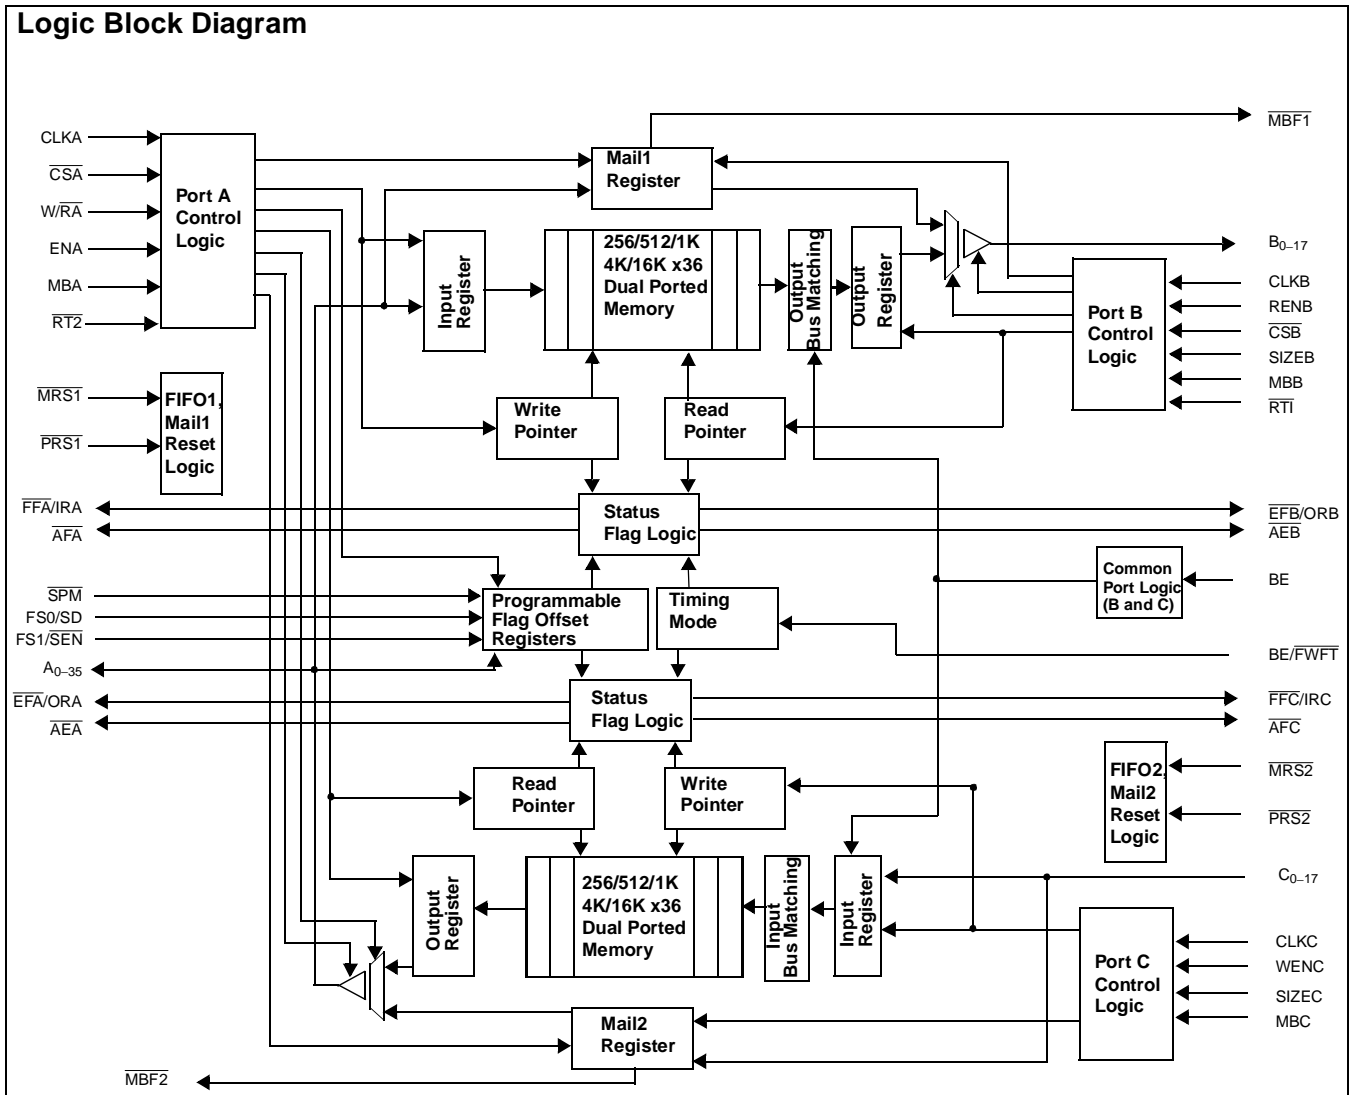 Logic Block Diagram
MBF1
CLKA
CSA
W/RA
ENA
MBA
RT2
Port A
Control
Logic
Mail1
Register
Input
Register
256/512/1K
4K/16K x36
Dual Ported
Memory
Output
Bus Matching
Output
Register
B0–17
CLKB
RENB
CSB
SIZEB
MBB
RTI
Port B
Control
Logic
MRS1
PRS1
FIFO1,
Mail1
Reset
Logic
Write
Pointer
Read
Pointer
FFA/IRA
AFA
Status
Flag Logic
EFB/ORB
AEB
SPM
FS0/SD
FS1/SEN
A0–35
Programmable
Flag Offset
Registers
Timing
Mode
Common
Port Logic
(B and C)
BE
BE/FWFT
EFA/ORA
AEA
Status
Flag Logic
FFC/IRC
AFC
Read
Pointer
Write
Pointer
FIFO2,
Mail2
Reset
Logic
MRS2
PRS2
Output
Register
256/512/1K
4K/16K x36
Dual Ported
Memory
Input
Bus Matching
Input
Register
C0–17
Port C
Control
Logic
CLKC
WENC
SIZEC
MBC
Mail2
Register
MBF2